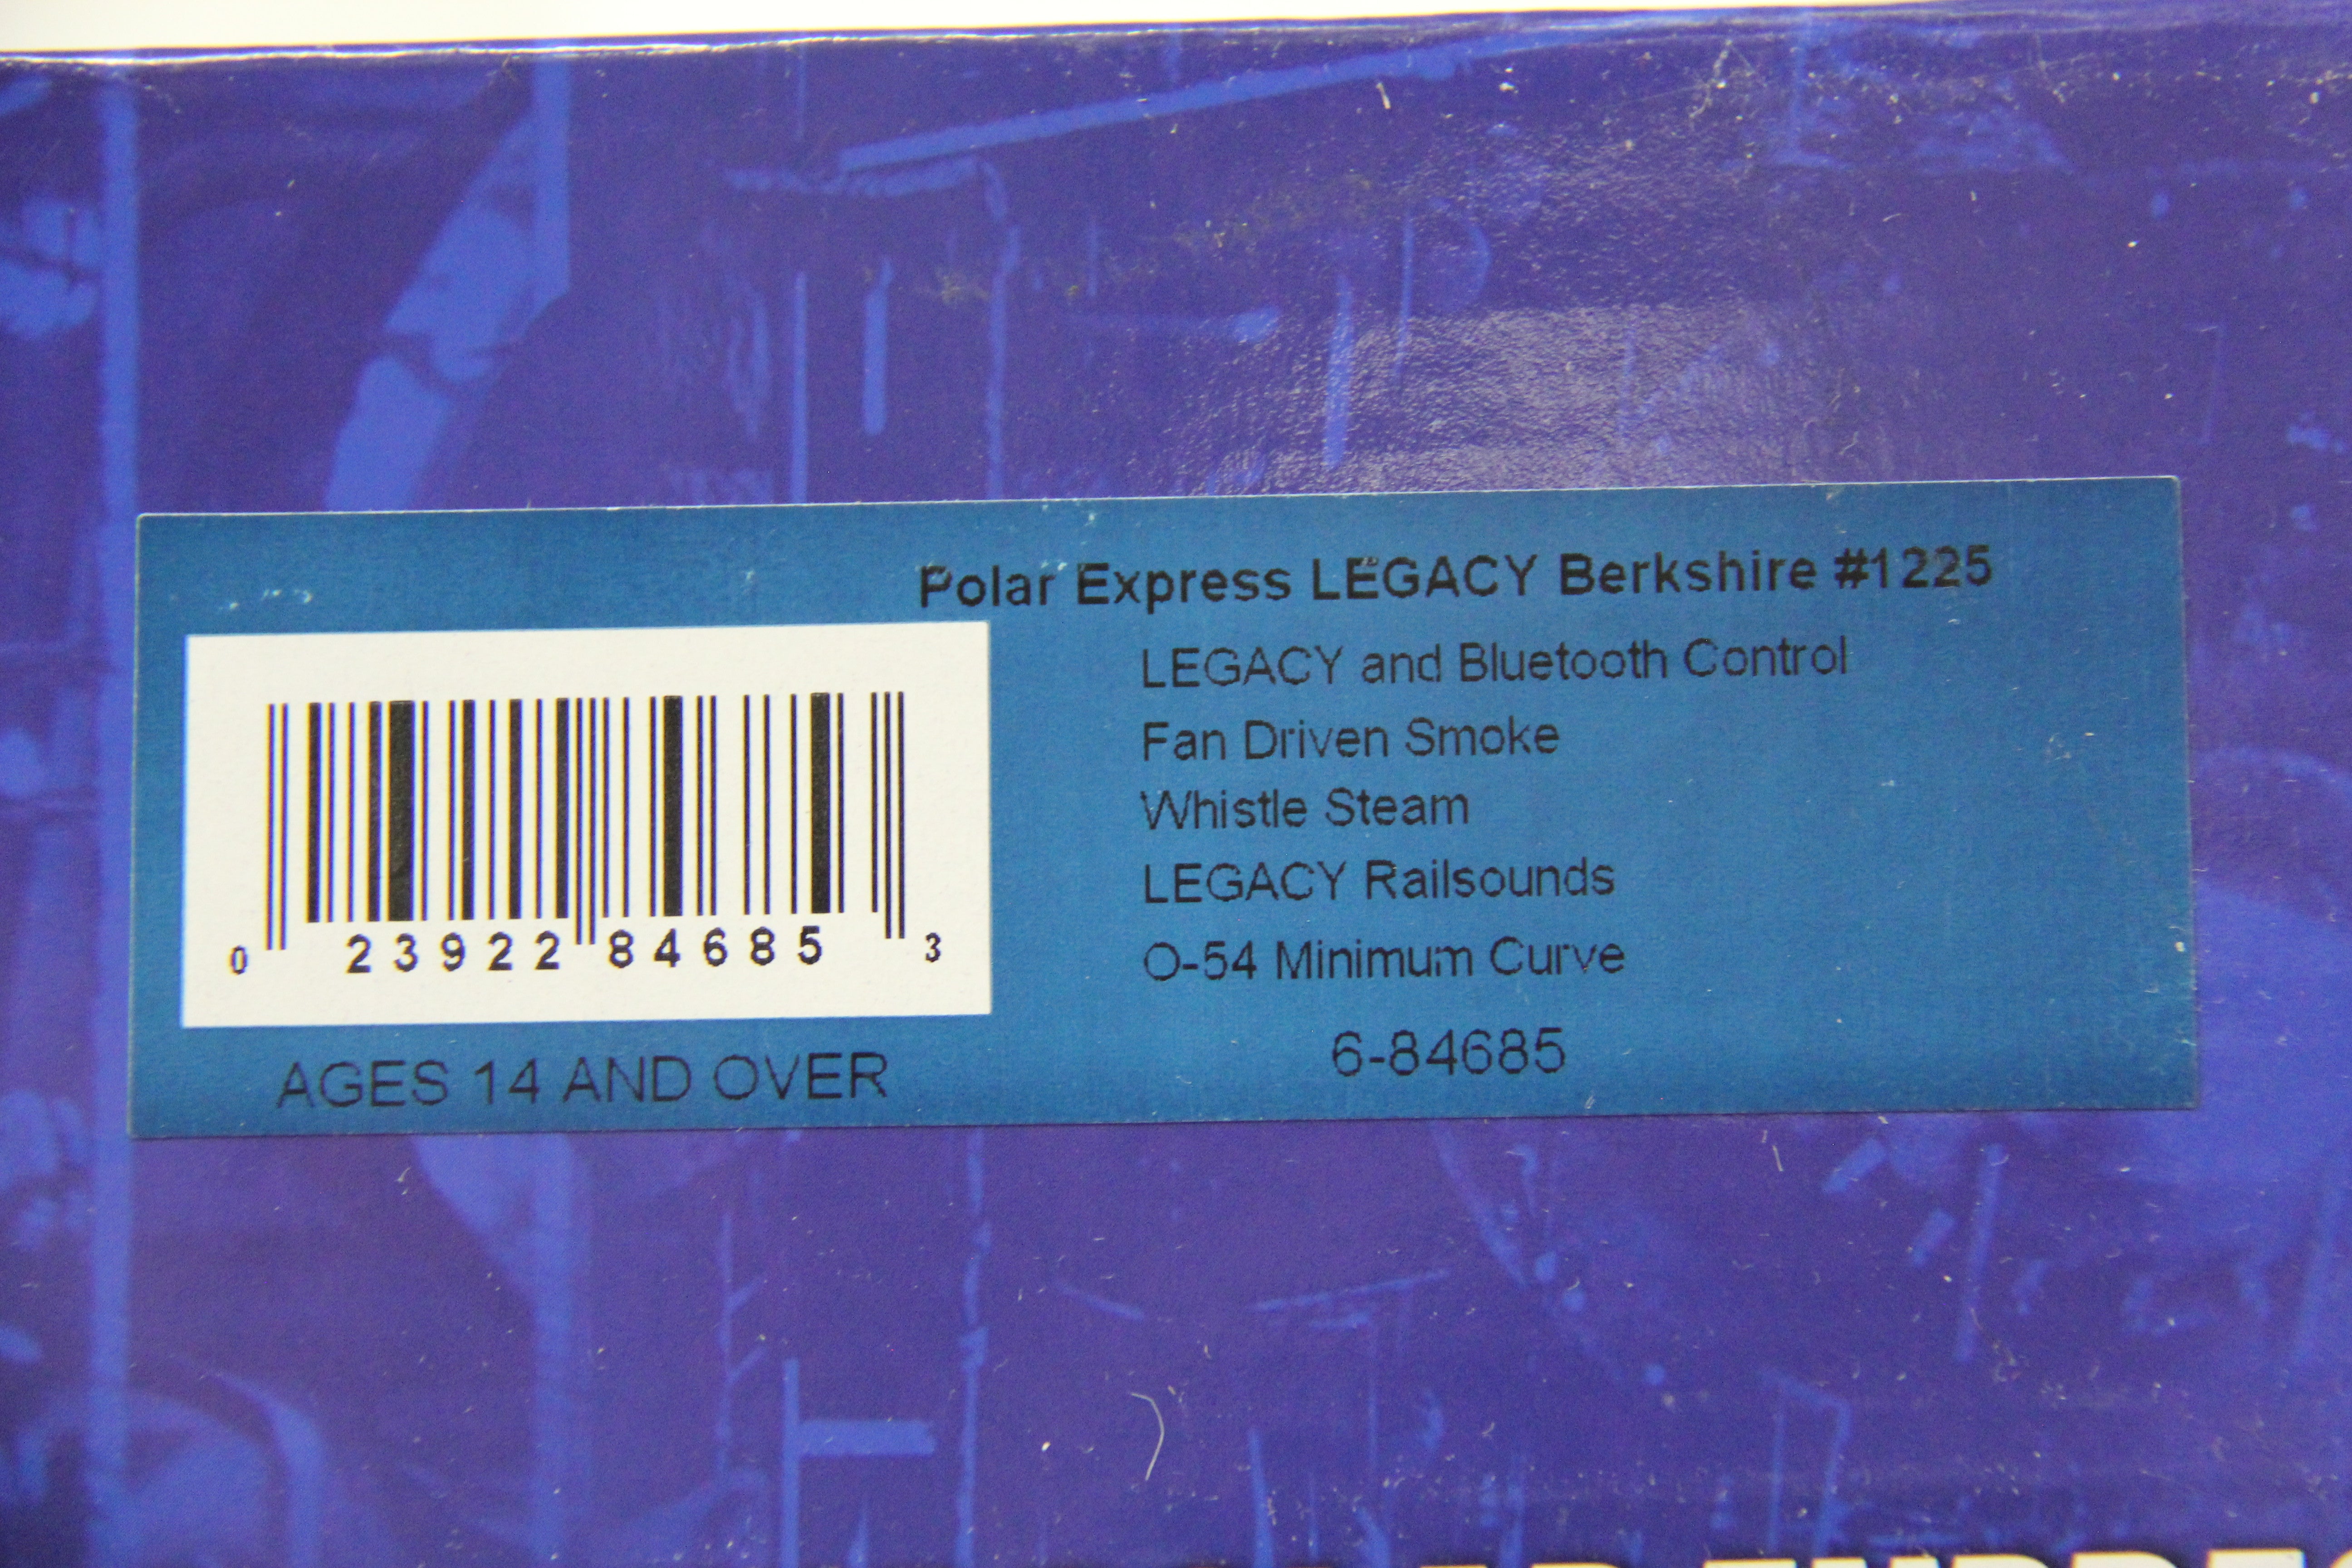 Polar Express LEGACY Berkshire #1225
LEGACY and Bluetooth Control
Fan Driven Smoke
Whistle Steam
LEGACY Railsounds
O-54 Minimum Curve
6-84685
0 23922 84685 3
AGES 14 AND OVER